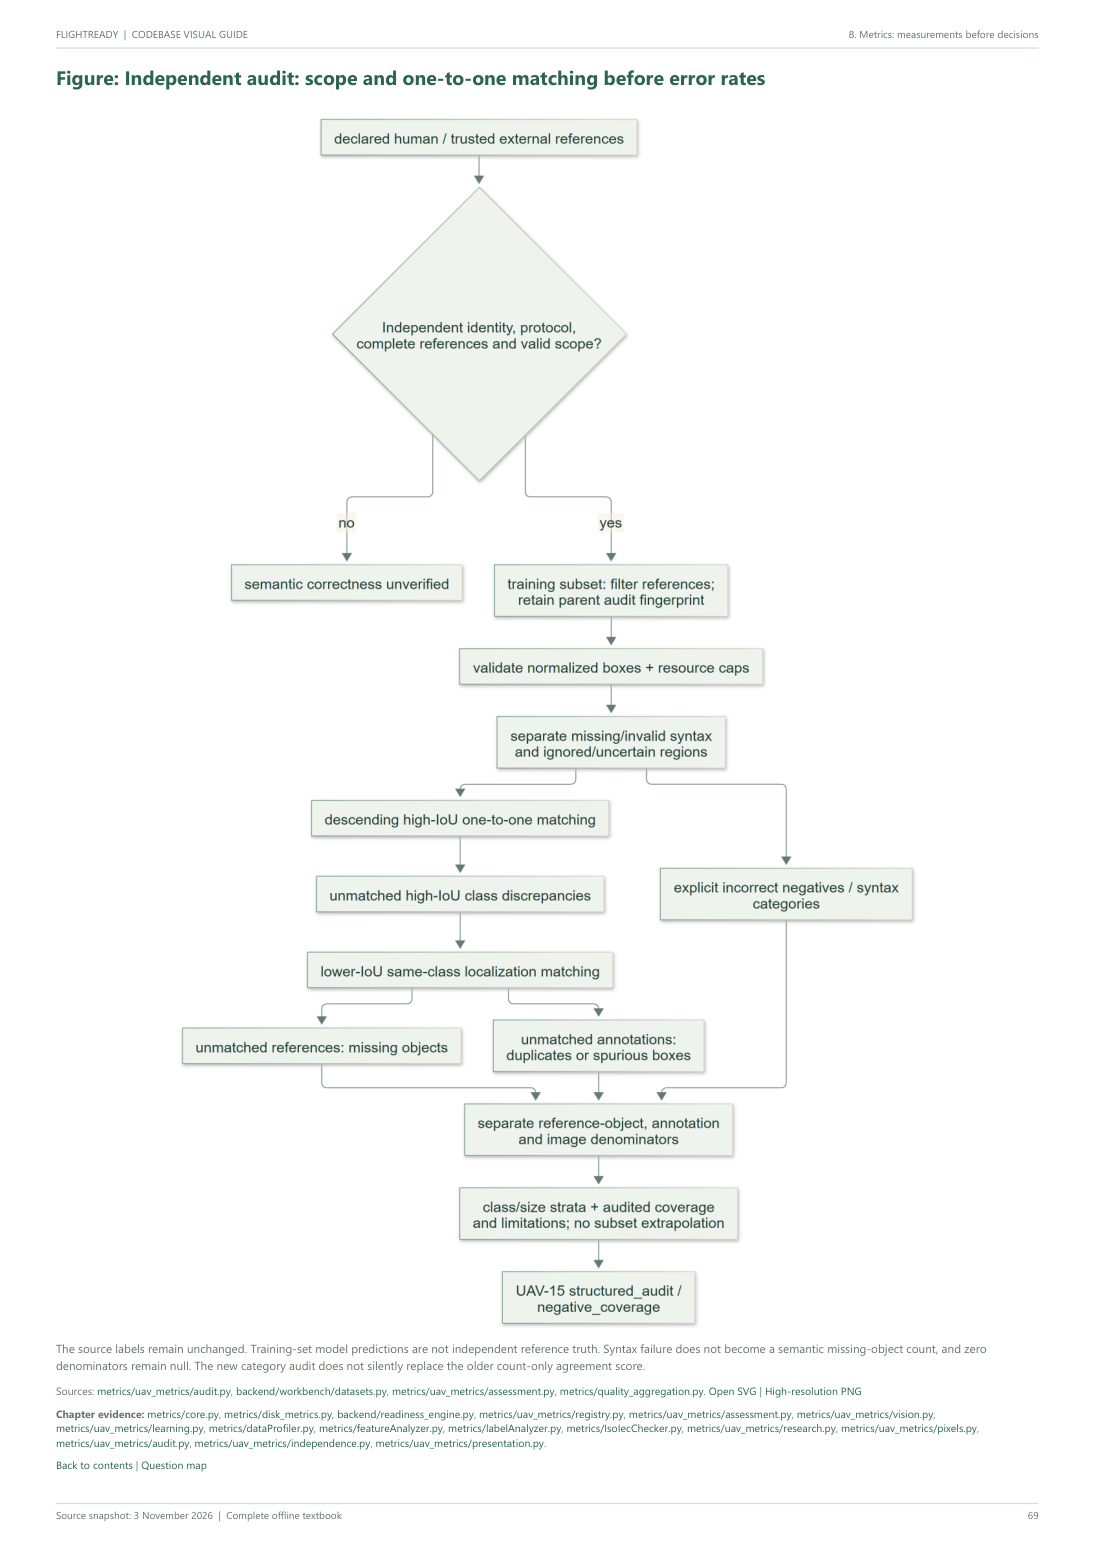 FLIGHTREADY | CODEBASE VISUAL GUIDE
8. Metrics: measurements before decisions
Figure: Independent audit: scope and one-to-one matching before error rates
declared human / trusted external references
Independent identity, protocol,
complete references and valid scope?
no
yes
semantic correctness unverified
training subset: filter references;
retain parent audit fingerprint
validate normalized boxes + resource caps
separate missing/invalid syntax
and ignored/uncertain regions
descending high-IoU one-to-one matching
explicit incorrect negatives / syntax
categories
unmatched high-IoU class discrepancies
lower-IoU same-class localization matching
unmatched references: missing objects
unmatched annotations:
duplicates or spurious boxes
separate reference-object, annotation
and image denominators
class/size strata + audited coverage
and limitations; no subset extrapolation
UAV-15 structured_audit /
negative_coverage
The source labels remain unchanged. Training-set model predictions are not independent reference truth. Syntax failure does not become a semantic missing-object count, and zero
denominators remain null. The new category audit does not silently replace the older count-only agreement score.
Sources: metrics/uav_metrics/audit.py, backend/workbench/datasets.py, metrics/uav_metrics/assessment.py, metrics/quality_aggregation.py. Open SVG | High-resolution PNG
Chapter evidence: metrics/core.py, metrics/disk_metrics.py, backend/readiness_engine.py, metrics/uav_metrics/registry.py, metrics/uav_metrics/assessment.py, metrics/uav_metrics/vision.py,
metrics/uav_metrics/learning.py, metrics/dataProfiler.py, metrics/featureAnalyzer.py, metrics/labelAnalyzer.py, metrics/IsolecChecker.py, metrics/uav_metrics/research.py, metrics/uav_metrics/pixels.py,
metrics/uav_metrics/audit.py, metrics/uav_metrics/independence.py, metrics/uav_metrics/presentation.py.
Back to contents | Question map
Source snapshot: 3 November 2026 | Complete offline textbook
69